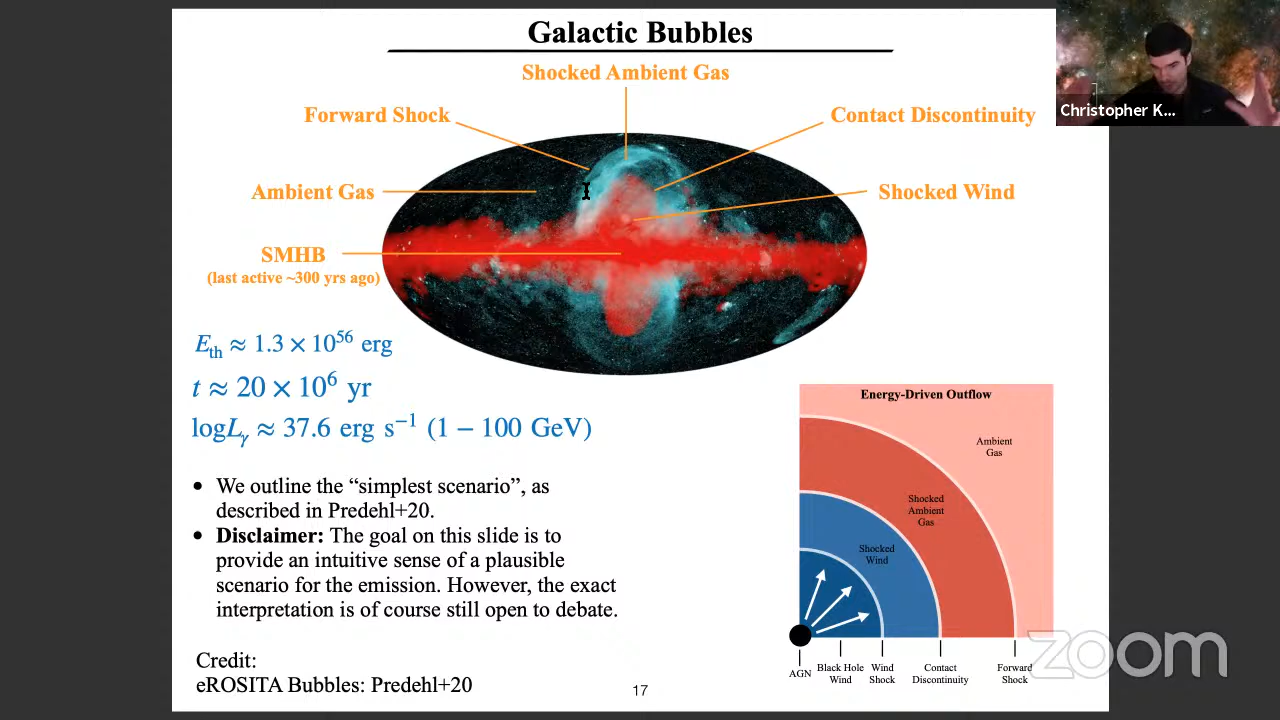 Galactic Bubbles
Shocked Ambient Gas
Forward Shock
Contact Discontinuity
Ambient Gas
Shocked Wind
SMHB
(last active ~300 yrs ago)
Eth ≈ 1.3 × 10^56 erg
t ≈ 20 × 10^6 yr
logLγ ≈ 37.6 erg s^−1 (1 − 100 GeV)
• We outline the “simplest scenario”, as
described in Predehl+20.
• Disclaimer: The goal on this slide is to
provide an intuitive sense of a plausible
scenario for the emission. However, the exact
interpretation is of course still open to debate.
Credit:
eROSITA Bubbles: Predehl+20
17
Energy-Driven Outflow
Ambient
Gas
Shocked
Ambient
Gas
Shocked
Wind
AGN
Black Hole
Wind
Wind
Shock
Contact
Discontinuity
Forward
Shock
Christopher K...
zoom